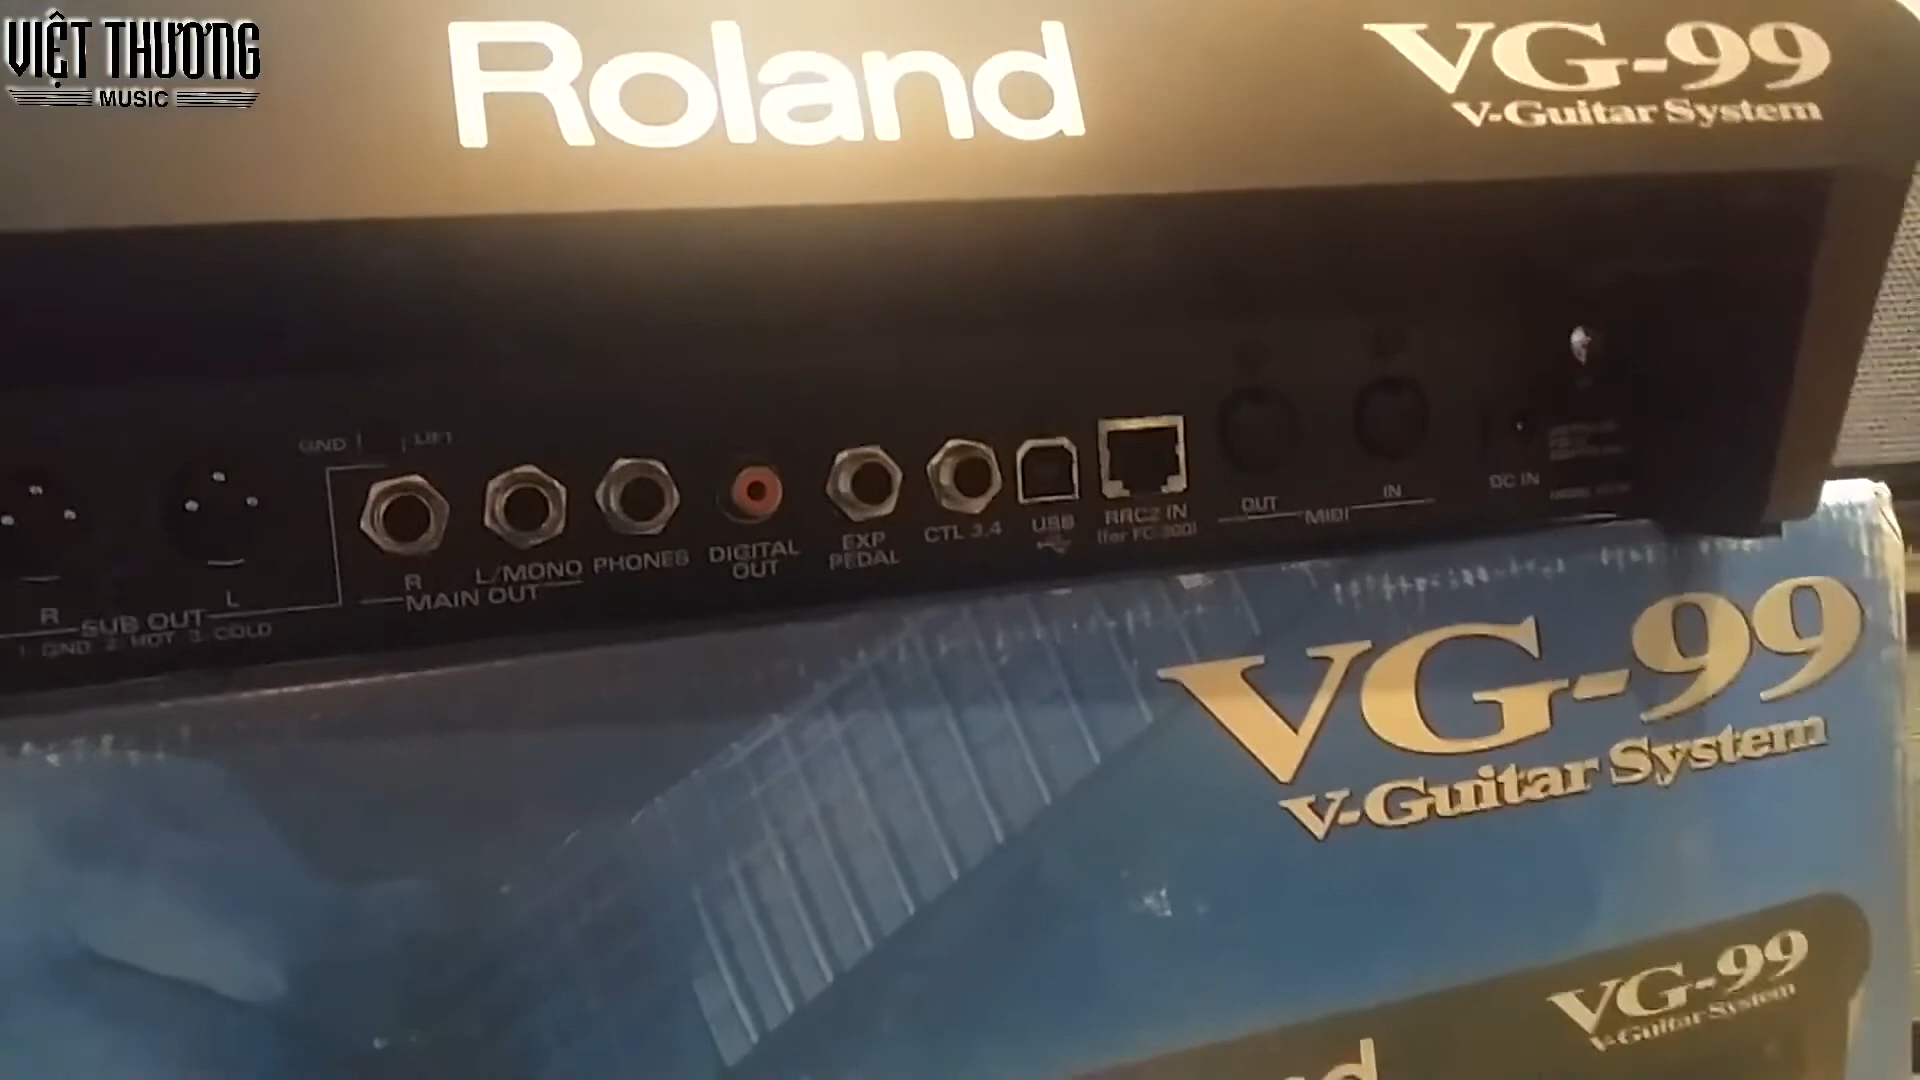 VIỆT THƯƠNG
MUSIC
Roland
VG-99
V-Guitar System
GND
LIFT
R
L
SUB OUT
1: GND 2: HOT 3: COLD
R
L/MONO
MAIN OUT
PHONES
DIGITAL
OUT
EXP
PEDAL
CTL 3,4
USB
RRC2 IN
(for FC-300)
OUT
IN
MIDI
DC IN
VG-99
V-Guitar System
VG-99
V-Guitar System